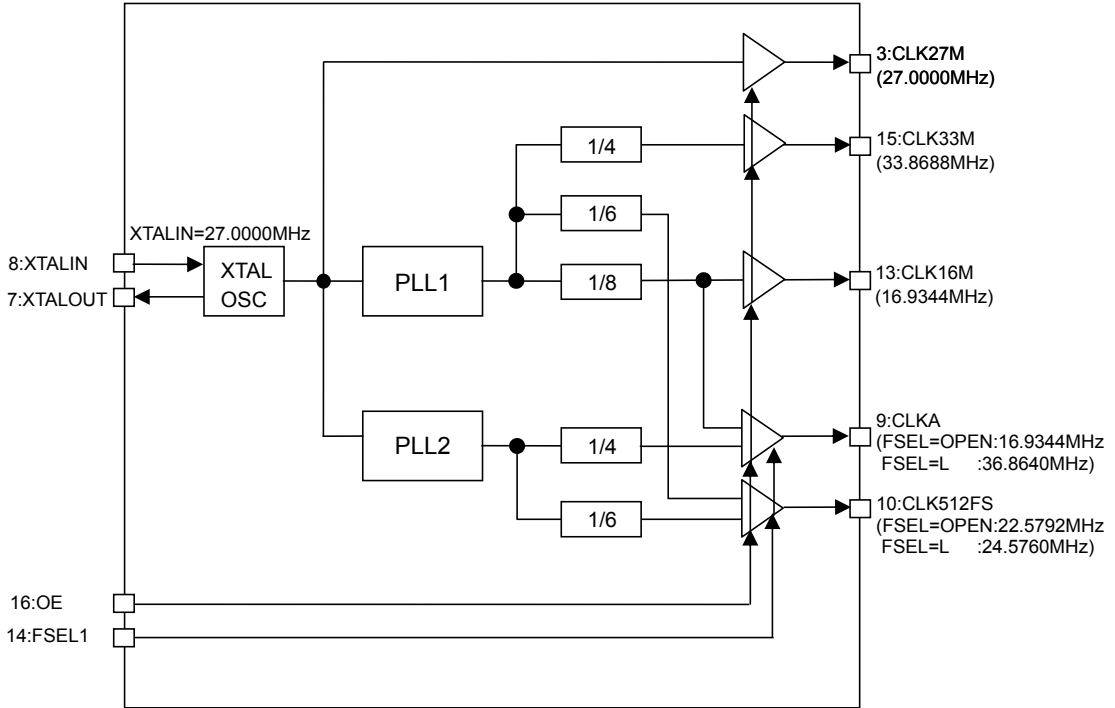 3:CLK27M
(27.0000MHz)
1/4
15:CLK33M
(33.8688MHz)
1/6
XTALIN=27.0000MHz
8:XTALIN
7:XTALOUT
XTAL
OSC
PLL1
1/8
13:CLK16M
(16.9344MHz)
PLL2
1/4
9:CLKA
(FSEL=OPEN:16.9344MHz
FSEL=L :36.8640MHz)
1/6
10:CLK512FS
(FSEL=OPEN:22.5792MHz
FSEL=L :24.5760MHz)
16:OE
14:FSEL1